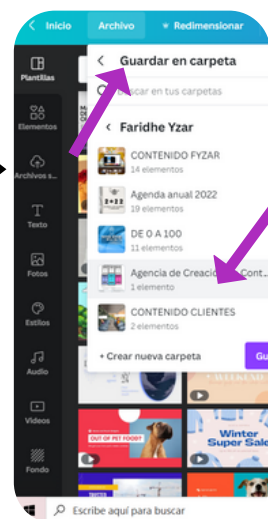 Inicio
Archivo
Redimensionar
Plantillas
Elementos
Archivos s...
Texto
Fotos
Estilos
Audio
Videos
Fondo
Guardar en carpeta
Buscar en tus carpetas
Faridhe Yzar
CONTENIDO FYZAR
14 elementos
Agenda anual 2022
19 elementos
DE 0 A 100
11 elementos
Agencia de Creació Cont...
1 elemento
CONTENIDO CLIENTES
2 elementos
+ Crear nueva carpeta
Gu
WEEKEND
OUT OF PET FOOD?
Winter
Super Sale
Escribe aquí para buscar